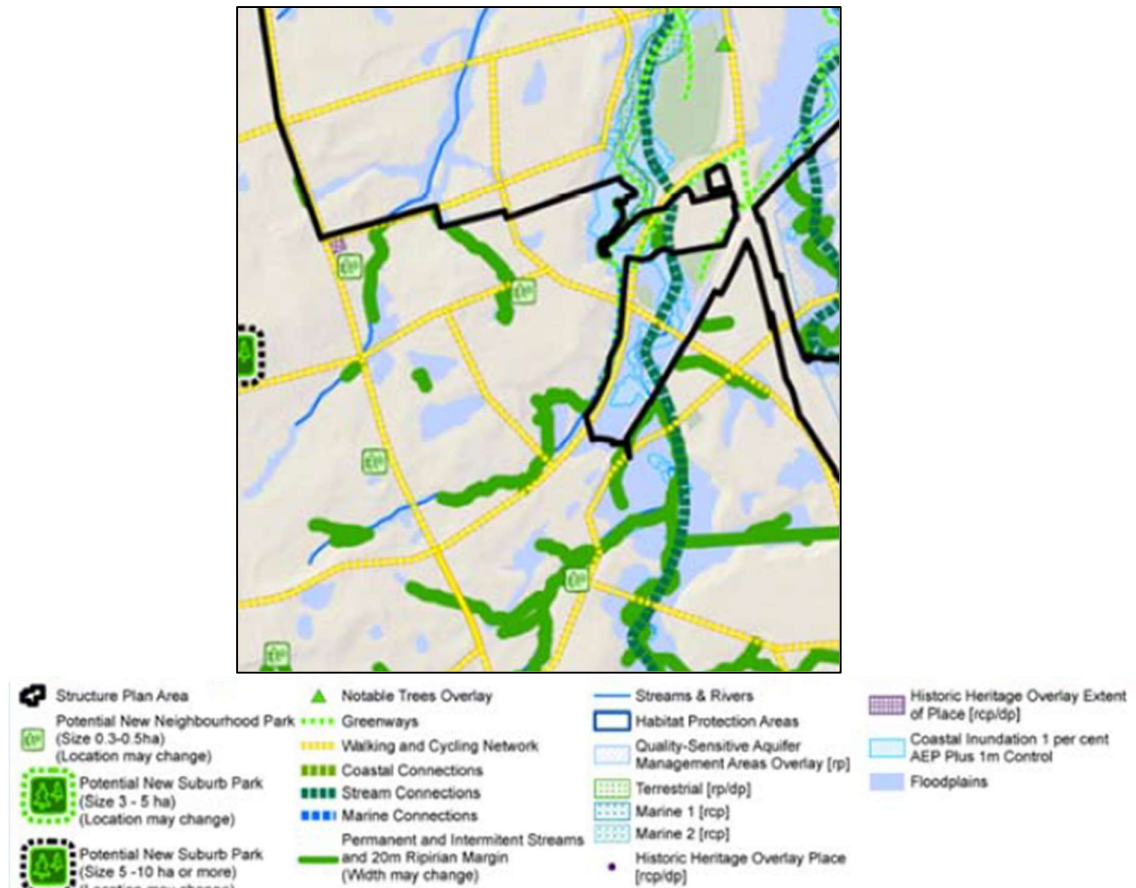 Structure Plan Area
Potential New Neighbourhood Park
(Size 0.3-0.5ha)
(Location may change)
Potential New Suburb Park
(Size 3 - 5 ha)
(Location may change)
Potential New Suburb Park
(Size 5 -10 ha or more)
(Location may change)
Notable Trees Overlay
Greenways
Walking and Cycling Network
Coastal Connections
Stream Connections
Marine Connections
Permanent and Intermitent Streams
and 20m Ripirian Margin
(Width may change)
Streams & Rivers
Habitat Protection Areas
Quality-Sensitive Aquifer
Management Areas Overlay [rp]
Terrestrial [rp/dp]
Marine 1 [rcp]
Marine 2 [rcp]
Historic Heritage Overlay Place
[rcp/dp]
Historic Heritage Overlay Extent
of Place [rcp/dp]
Coastal Inundation 1 per cent
AEP Plus 1m Control
Floodplains